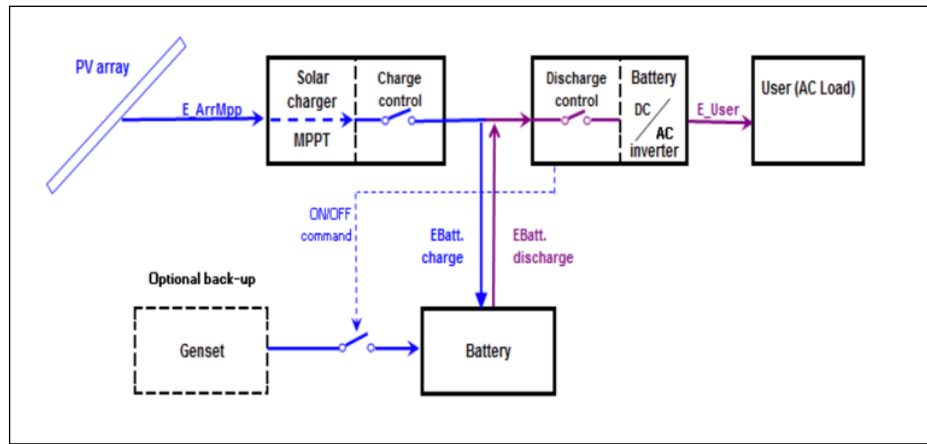 PV array
E_ArrMpp
Solar
charger
MPPT
Charge
control
Discharge
control
Battery
DC
AC
inverter
E_User
User (AC Load)
ON/OFF
command
EBatt.
charge
EBatt.
discharge
Optional back-up
Genset
Battery